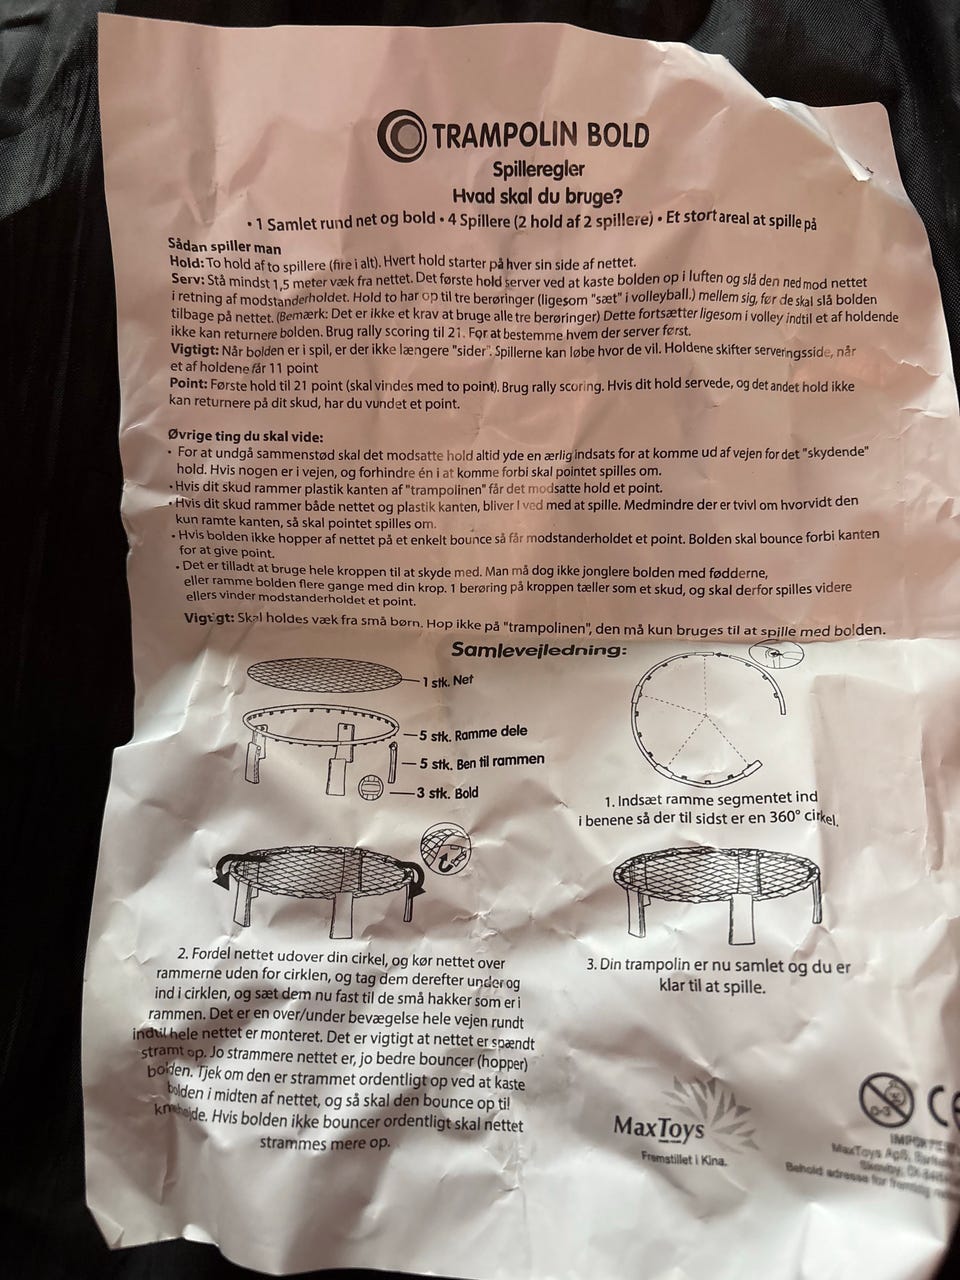 TRAMPOLIN BOLD
Spilleregler
Hvad skal du bruge?
• 1 Samlet rund net og bold • 4 Spillere (2 hold af 2 spillere) • Et stort areal at spille på
Sådan spiller man
Hold: To hold af to spillere (fire i alt). Hvert hold starter på hver sin side af nettet.
Serv: Stå mindst 1,5 meter væk fra nettet. Det første hold server ved at kaste bolden op i luften og slå den ned mod nettet
i retning af modstanderholdet. Hold to har op til tre berøringer (ligesom "sæt" i volleyball.) mellem sig, før de skal slå bolden
tilbage på nettet. (Bemærk: Det er ikke et krav at bruge alle tre berøringer) Dette fortsætter ligesom i volley indtil et af holdende
ikke kan returnere bolden. Brug rally scoring til 21. For at bestemme hvem der server først.
Vigtigt: Når bolden er i spil, er der ikke længere "sider". Spillerne kan løbe hvor de vil. Holdene skifter serveringsside, når
et af holdene får 11 point
Point: Første hold til 21 point (skal vindes med to point). Brug rally scoring. Hvis dit hold servede, og det andet hold ikke
kan returnere på dit skud, har du vundet et point.
Øvrige ting du skal vide:
• For at undgå sammenstød skal det modsatte hold altid yde en ærlig indsats for at komme ud af vejen for det "skydende"
hold. Hvis nogen er i vejen, og forhindre én i at komme forbi skal pointet spilles om.
• Hvis dit skud rammer plastik kanten af "trampolinen" får det modsatte hold et point.
• Hvis dit skud rammer både nettet og plastik kanten, bliver I ved med at spille. Medmindre der er tvivl om hvorvidt den
kun ramte kanten, så skal pointet spilles om.
• Hvis bolden ikke hopper af nettet på et enkelt bounce så får modstanderholdet et point. Bolden skal bounce forbi kanten
for at give point.
• Det er tilladt at bruge hele kroppen til at skyde med. Man må dog ikke jonglere bolden med fødderne,
eller ramme bolden flere gange med din krop. 1 berøring på kroppen tæller som et skud, og skal derfor spilles videre
ellers vinder modstanderholdet et point.
Vigtigt: Skal holdes væk fra små børn. Hop ikke på "trampolinen", den må kun bruges til at spille med bolden.
Samlevejledning:
1 stk. Net
5 stk. Ramme dele
5 stk. Ben til rammen
3 stk. Bold
1. Indsæt ramme segmentet ind
i benene så der til sidst er en 360° cirkel.
2. Fordel nettet udover din cirkel, og kør nettet over
rammerne uden for cirklen, og tag dem derefter under og
ind i cirklen, og sæt dem nu fast til de små hakker som er i
rammen. Det er en over/under bevægelse hele vejen rundt
indtil hele nettet er monteret. Det er vigtigt at nettet er spændt
stramt op. Jo strammere nettet er, jo bedre bouncer (hopper)
bolden. Tjek om den er strammet ordentligt op ved at kaste
bolden i midten af nettet, og så skal den bounce op til
knæhøjde. Hvis bolden ikke bouncer ordentligt skal nettet
strammes mere op.
3. Din trampolin er nu samlet og du er
klar til at spille.
MaxToys
Fremstillet i Kina.
0-3
CE
MaxToys ApS,
Behold adresse for fremtidig